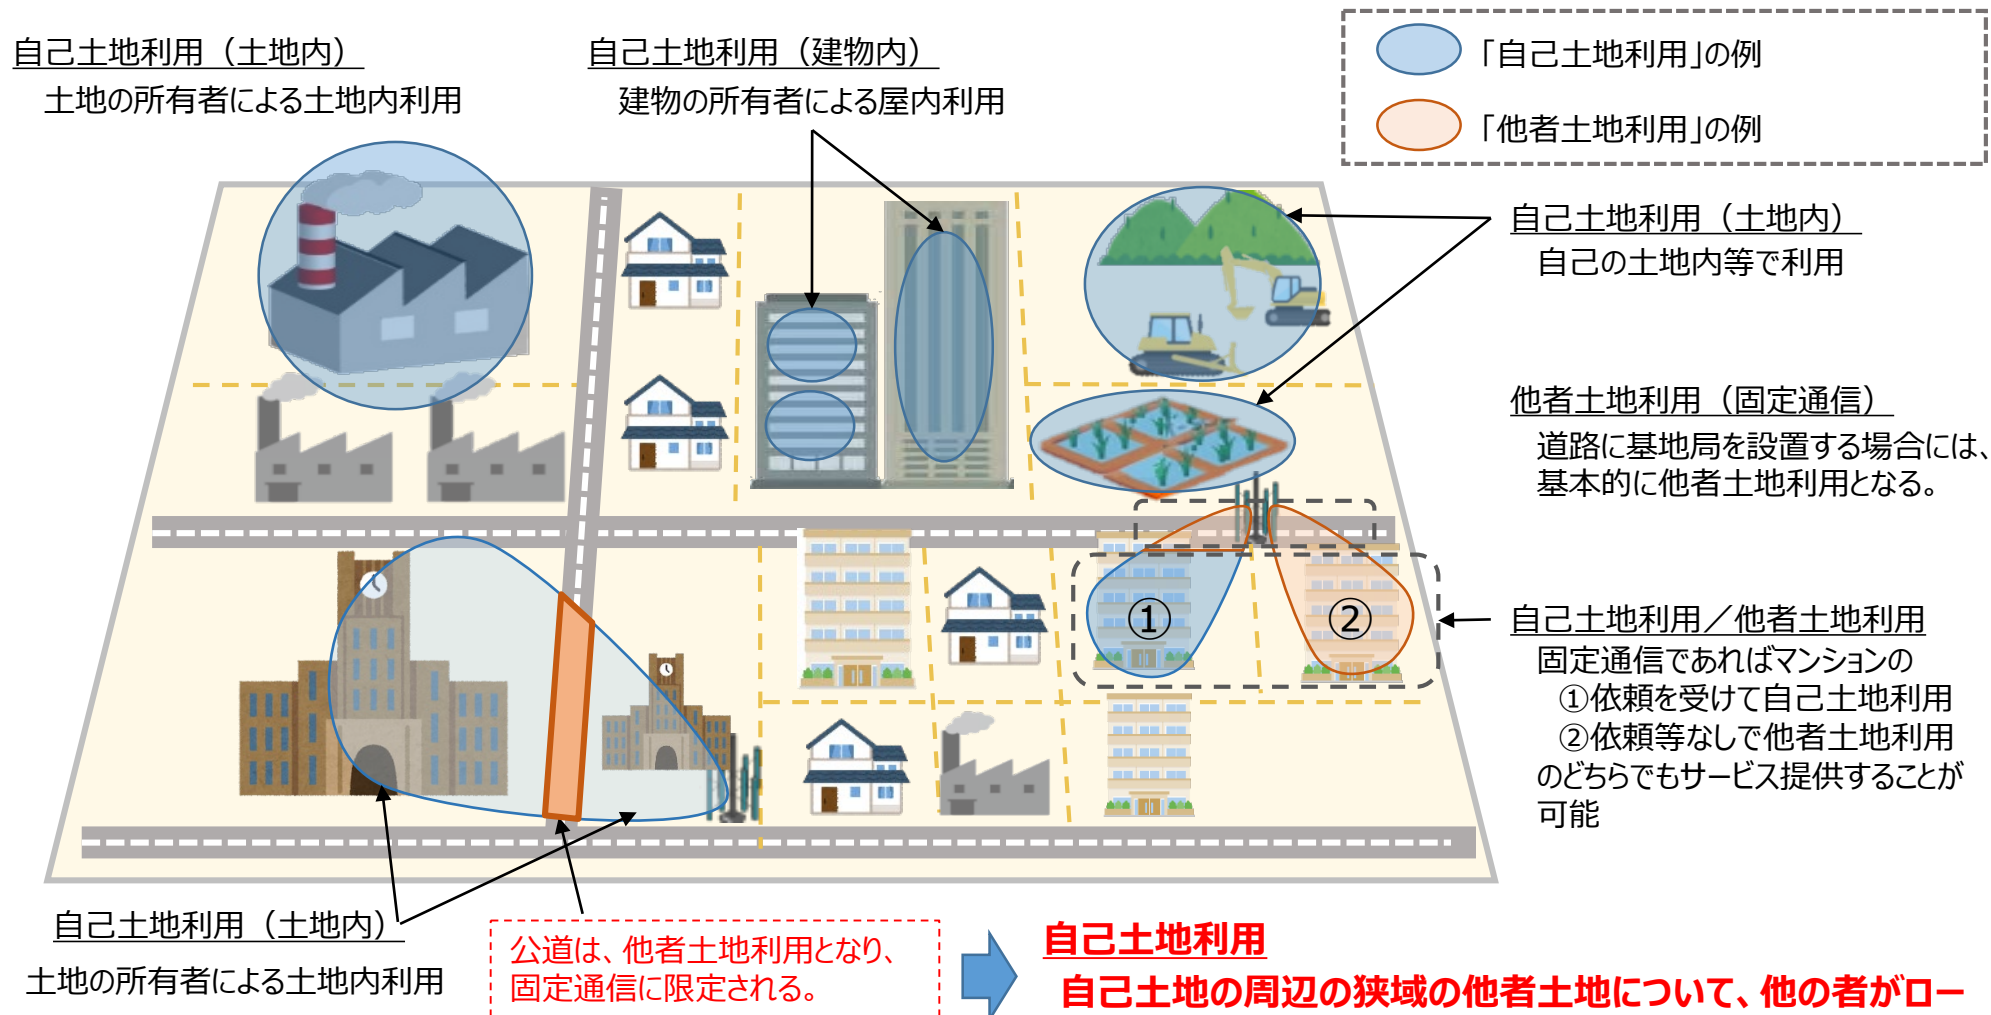 自己土地利用（土地内）
土地の所有者による土地内利用
自己土地利用（建物内）
建物の所有者による屋内利用
「自己土地利用」の例
「他者土地利用」の例
自己土地利用（土地内）
自己の土地内等で利用
他者土地利用（固定通信）
道路に基地局を設置する場合には、
基本的に他者土地利用となる。
①
②
自己土地利用／他者土地利用
固定通信であればマンションの
①依頼を受けて自己土地利用
②依頼等なしで他者土地利用
のどちらでもサービス提供することが
可能
自己土地利用（土地内）
土地の所有者による土地内利用
公道は、他者土地利用となり、
固定通信に限定される。
自己土地利用
自己土地の周辺の狭域の他者土地について、他の者がロー